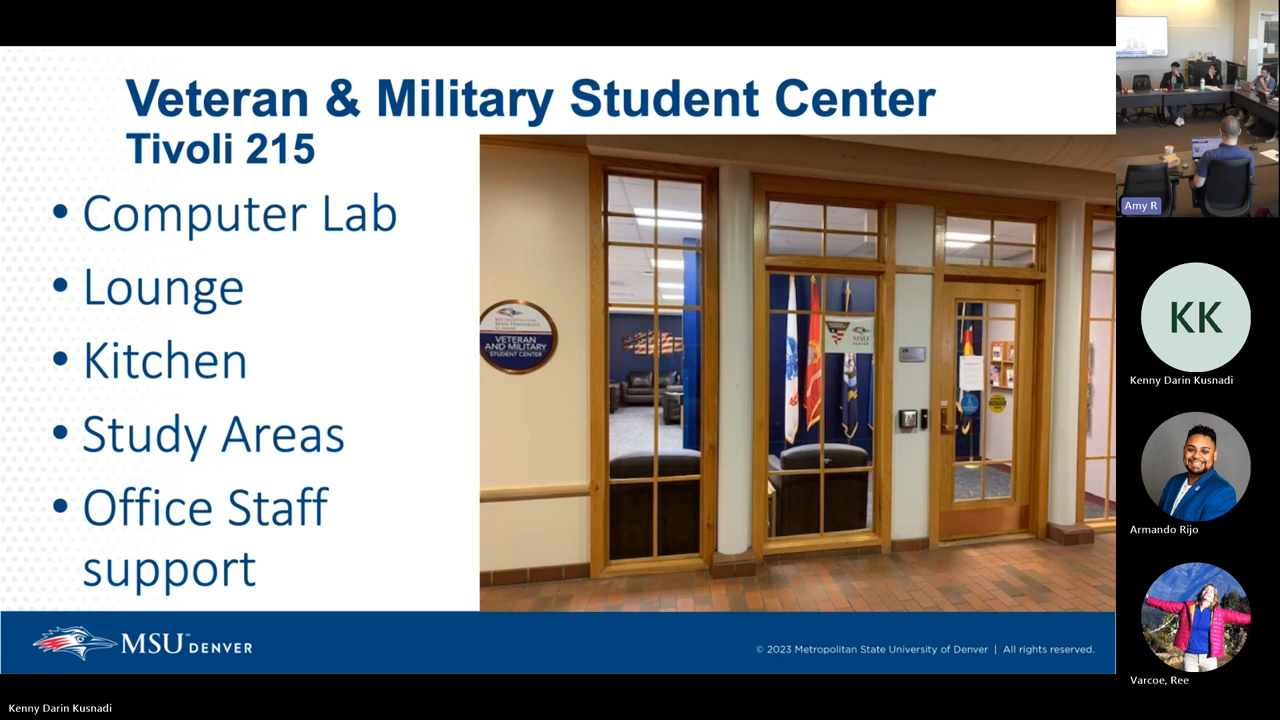 Veteran & Military Student Center
Tivoli 215
• Computer Lab
• Lounge
• Kitchen
• Study Areas
• Office Staff
support
VETERAN
AND MILITARY
STUDENT CENTER
MSU
DENVER
MSU DENVER
© 2023 Metropolitan State University of Denver | All rights reserved.
Amy R
KK
Kenny Darin Kusnadi
Armando Rijo
Varcoe, Ree
Kenny Darin Kusnadi